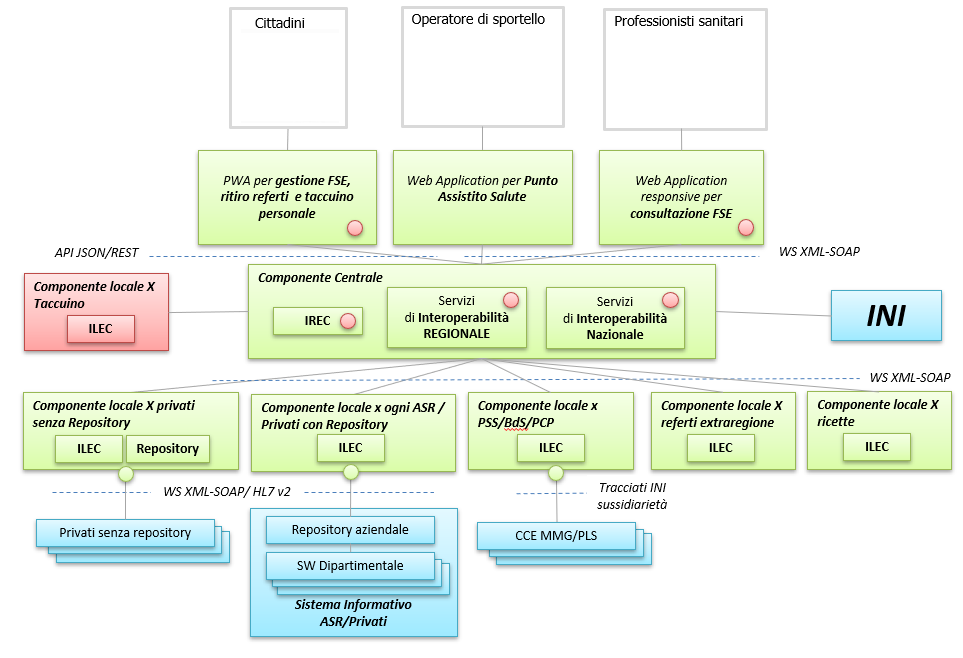 Cittadini
Operatore di sportello
Professionisti sanitari
PWA per gestione FSE,
ritiro referti e taccuino
personale
Web Application per Punto
Assistito Salute
Web Application
responsive per
consultazione FSE
API JSON/REST
WS XML-SOAP
Componente locale X
Taccuino
ILEC
Componente Centrale
IREC
Servizi
di Interoperabilità
REGIONALE
Servizi
di Interoperabilità
Nazionale
INI
WS XML-SOAP
Componente locale X privati
senza Repository
ILEC
Repository
Componente locale x ogni ASR /
Privati con Repository
ILEC
Componente locale x
PSS/BdS/PCP
ILEC
Componente locale X
referti extraregione
ILEC
Componente locale X
ricette
ILEC
WS XML-SOAP/ HL7 v2
Tracciati INI
sussidiarietà
Privati senza repository
Repository aziendale
SW Dipartimentale
Sistema Informativo
ASR/Privati
CCE MMG/PLS